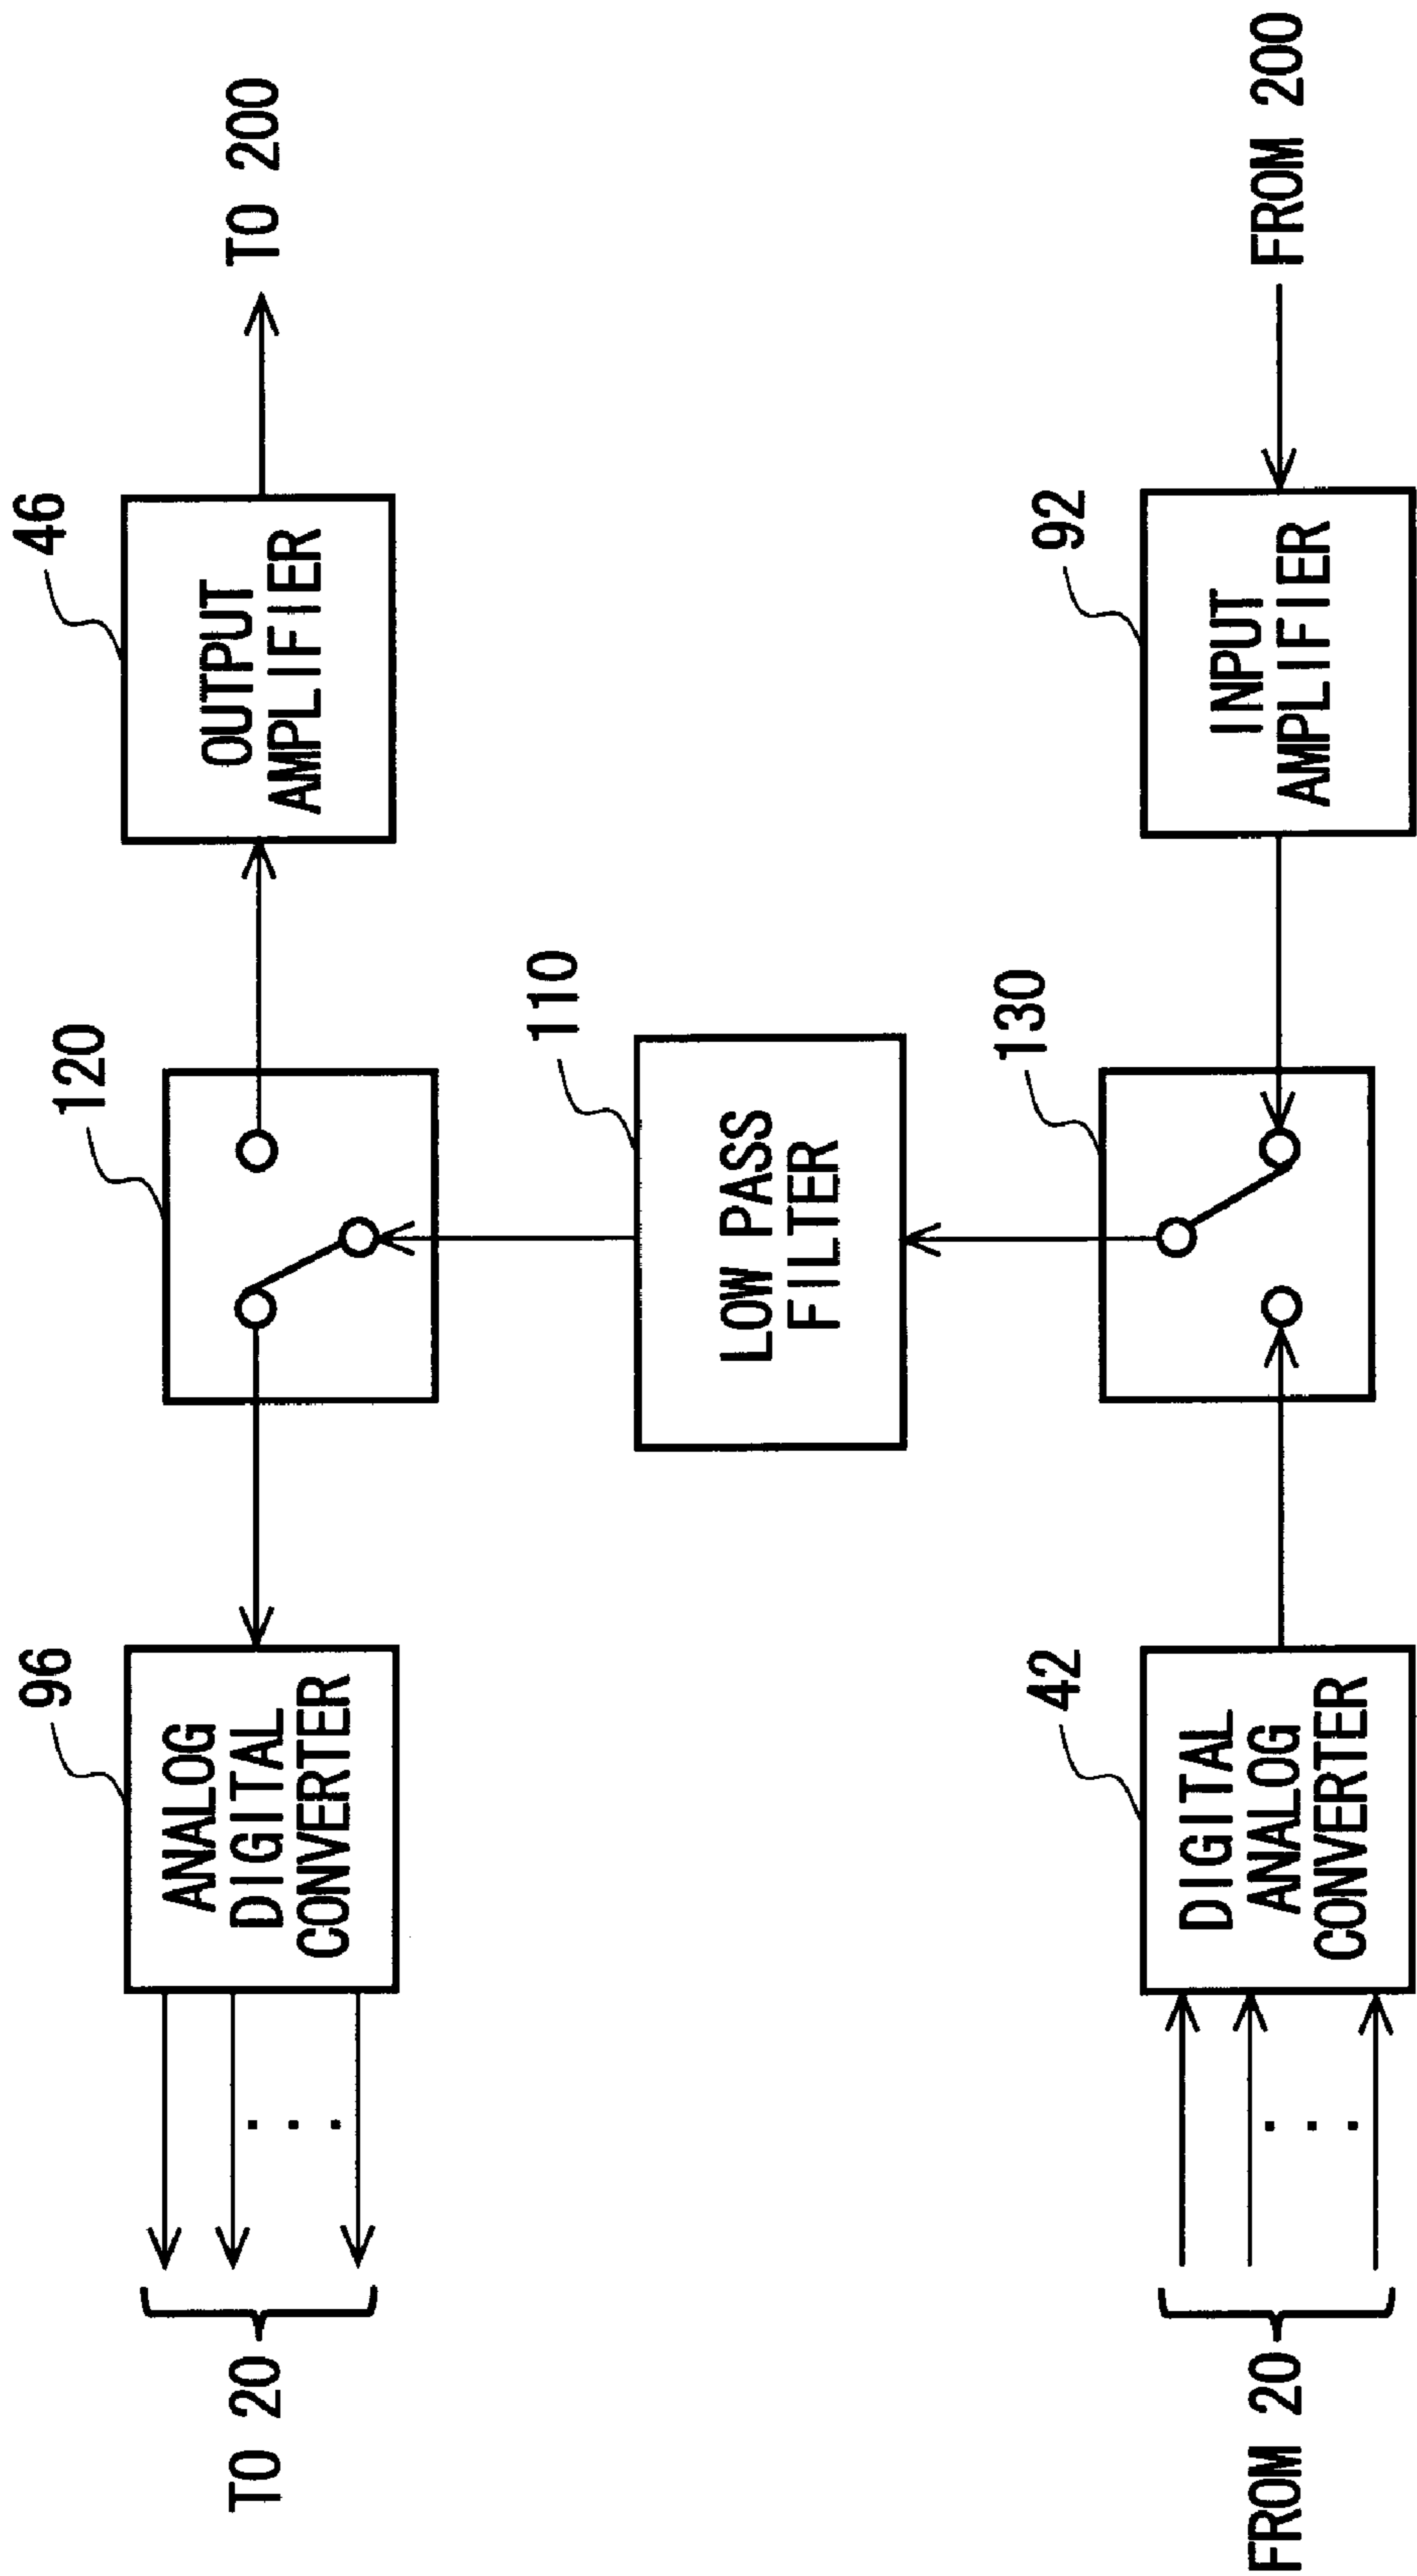 96
ANALOG
DIGITAL
CONVERTER
TO 20
120
46
OUTPUT
AMPLIFIER
TO 200
110
LOW PASS
FILTER
42
DIGITAL
ANALOG
CONVERTER
FROM 20
130
92
INPUT
AMPLIFIER
FROM 200